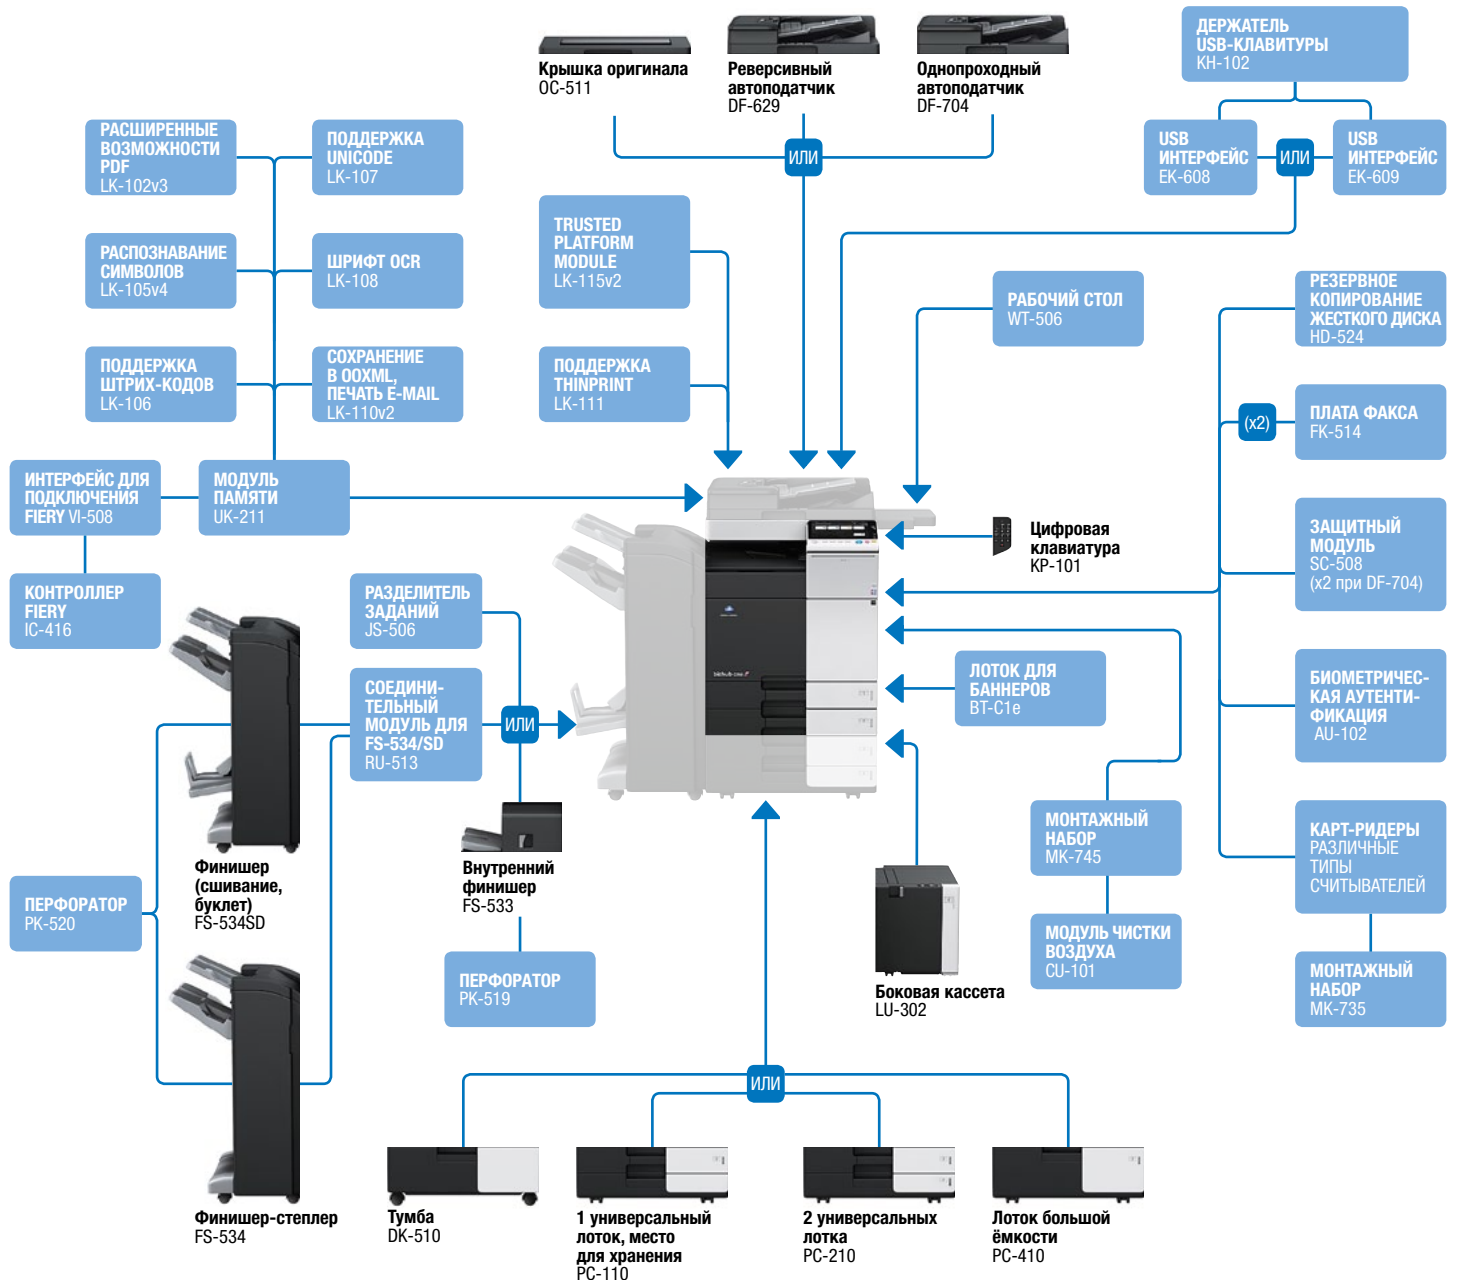 Крышка оригинала
OC-511
Реверсивный
автоподатчик
DF-629
Однопроходный
автоподатчик
DF-704
ДЕРЖАТЕЛЬ
USB-КЛАВИТУРЫ
KH-102
ИЛИ
USB
ИНТЕРФЕЙС
EK-608
ИЛИ
USB
ИНТЕРФЕЙС
EK-609
РАСШИРЕННЫЕ
ВОЗМОЖНОСТИ
PDF
LK-102v3
ПОДДЕРЖКА
UNICODE
LK-107
РАСПОЗНАВАНИЕ
СИМВОЛОВ
LK-105v4
ШРИФТ OCR
LK-108
ПОДДЕРЖКА
ШТРИХ-КОДОВ
LK-106
СОХРАНЕНИЕ
В OOXML,
ПЕЧАТЬ E-MAIL
LK-110v2
TRUSTED
PLATFORM
MODULE
LK-115v2
ПОДДЕРЖКА
THINPRINT
LK-111
РАБОЧИЙ СТОЛ
WT-506
РЕЗЕРВНОЕ
КОПИРОВАНИЕ
ЖЕСТКОГО ДИСКА
HD-524
(x2)
ПЛАТА ФАКСА
FK-514
ИНТЕРФЕЙС ДЛЯ
ПОДКЛЮЧЕНИЯ
FIERY VI-508
МОДУЛЬ
ПАМЯТИ
UK-211
КОНТРОЛЛЕР
FIERY
IC-416
Цифровая
клавиатура
KP-101
ЗАЩИТНЫЙ
МОДУЛЬ
SC-508
(x2 при DF-704)
РАЗДЕЛИТЕЛЬ
ЗАДАНИЙ
JS-506
СОЕДИНИ-
ТЕЛЬНЫЙ
МОДУЛЬ ДЛЯ
FS-534/SD
RU-513
ИЛИ
ЛОТОК ДЛЯ
БАННЕРОВ
BT-C1e
БИОМЕТРИЧЕС-
КАЯ АУТЕНТИ-
ФИКАЦИЯ
AU-102
Финишер
(сшивание,
буклет)
FS-534SD
Внутренний
финишер
FS-533
МОНТАЖНЫЙ
НАБОР
MK-745
КАРТ-РИДЕРЫ
РАЗЛИЧНЫЕ
ТИПЫ
СЧИТЫВАТЕЛЕЙ
ПЕРФОРАТОР
PK-520
МОДУЛЬ ЧИСТКИ
ВОЗДУХА
CU-101
ПЕРФОРАТОР
PK-519
Боковая кассета
LU-302
МОНТАЖНЫЙ
НАБОР
MK-735
ИЛИ
Финишер-степлер
FS-534
Тумба
DK-510
1 универсальный
лоток, место
для хранения
PC-110
2 универсальных
лотка
PC-210
Лоток большой
ёмкости
PC-410